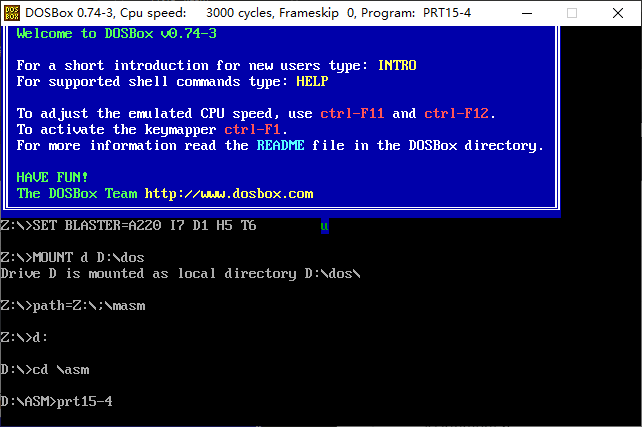 DOS
BOX
DOSBox 0.74-3, Cpu speed:    3000 cycles, Frameskip  0, Program:  PRT15-4
Welcome to DOSBox v0.74-3
For a short introduction for new users type: INTRO
For supported shell commands type: HELP
To adjust the emulated CPU speed, use ctrl-F11 and ctrl-F12.
To activate the keymapper ctrl-F1.
For more information read the README file in the DOSBox directory.
HAVE FUN!
The DOSBox Team http://www.dosbox.com
Z:\>SET BLASTER=A220 I7 D1 H5 T6        u
Z:\>MOUNT d D:\dos
Drive D is mounted as local directory D:\dos\
Z:\>path=Z:\;\masm
Z:\>d:
D:\>cd \asm
D:\ASM>prt15-4